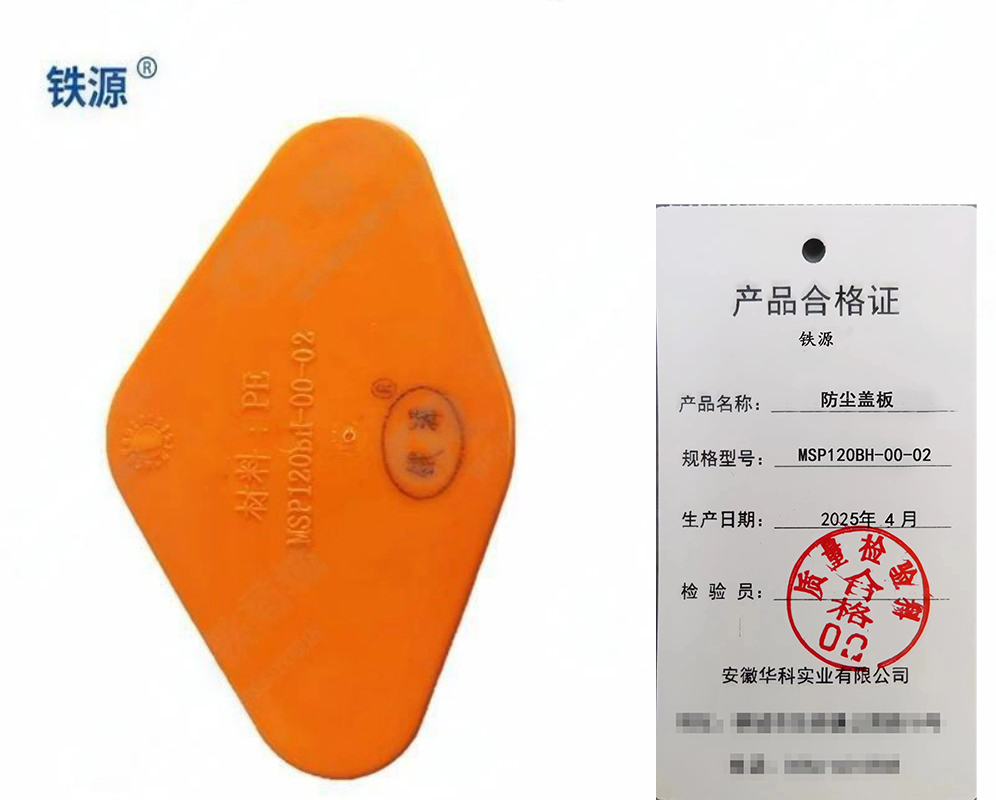 铁源®
材料：PE
MSP120bH-00-02
®
产品合格证
铁源
产品名称： 防尘盖板
规格型号： MSP120BH-00-02
生产日期： 2025年 4 月
检 验 员：
质量检验科
合格
安徽华科实业有限公司